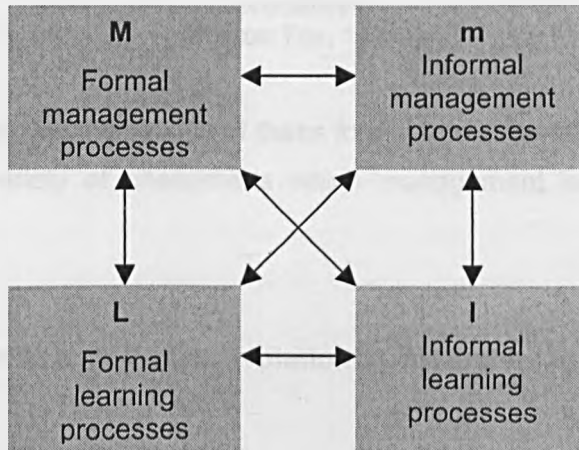 M
Formal
management
processes
m
Informal
management
processes
L
Formal
learning
processes
l
Informal
learning
processes